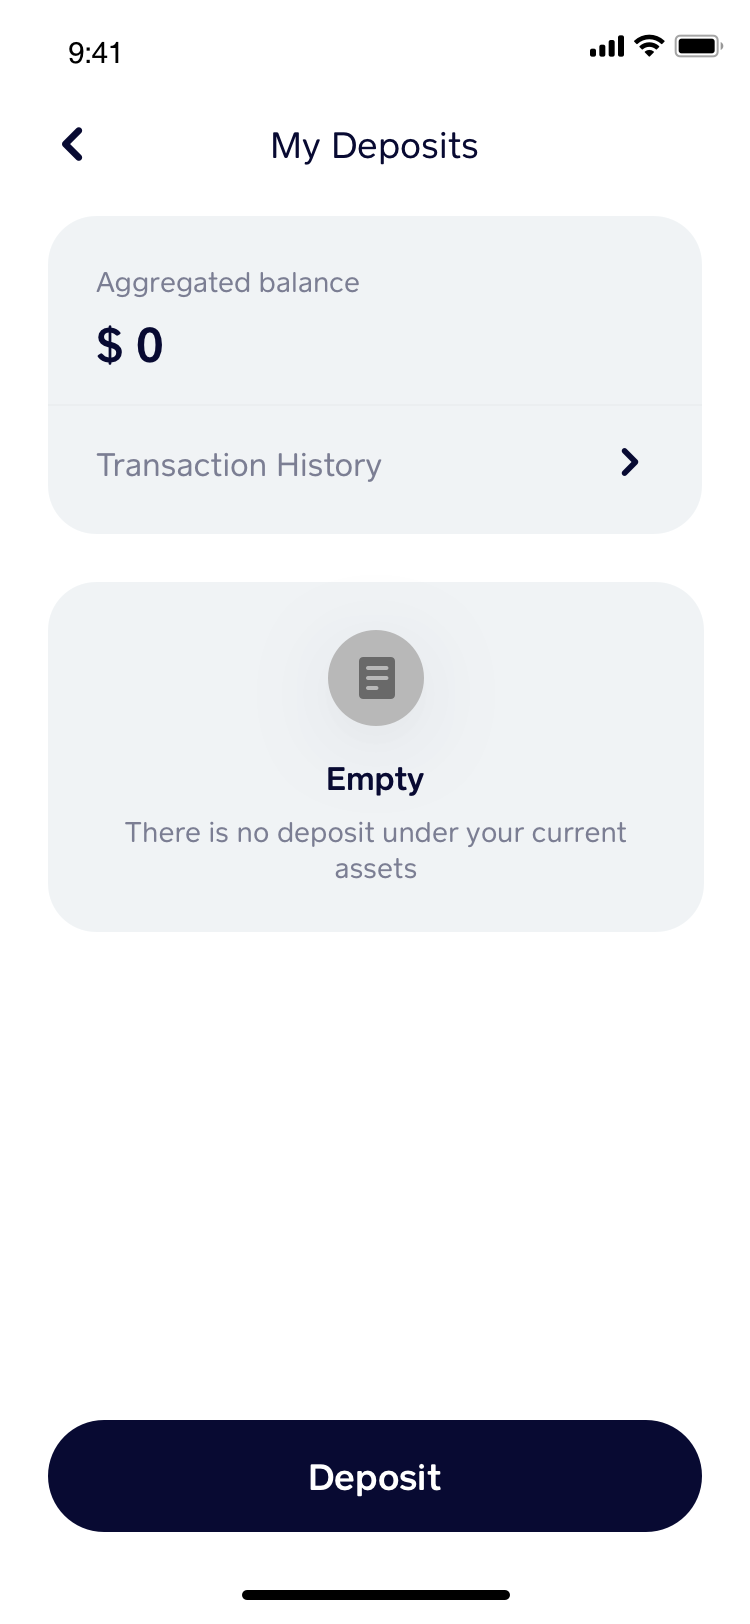 9:41
My Deposits
Aggregated balance
$ 0
Transaction History
Empty
There is no deposit under your current
assets
Deposit